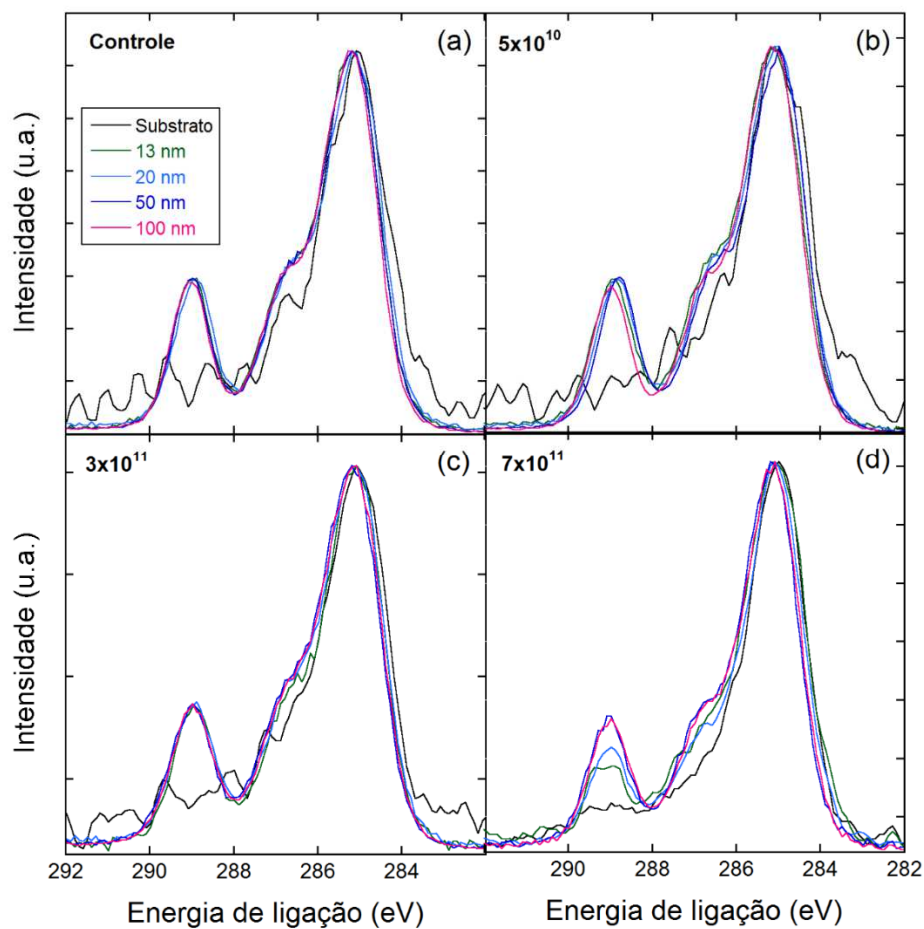 Controle
(a)
Substrato
13 nm
20 nm
50 nm
100 nm
5x10¹⁰
(b)
Intensidade (u.a.)
3x10¹¹
(c)
7x10¹¹
(d)
Intensidade (u.a.)
292 290 288 286 284
290 288 286 284 282
Energia de ligação (eV)
Energia de ligação (eV)